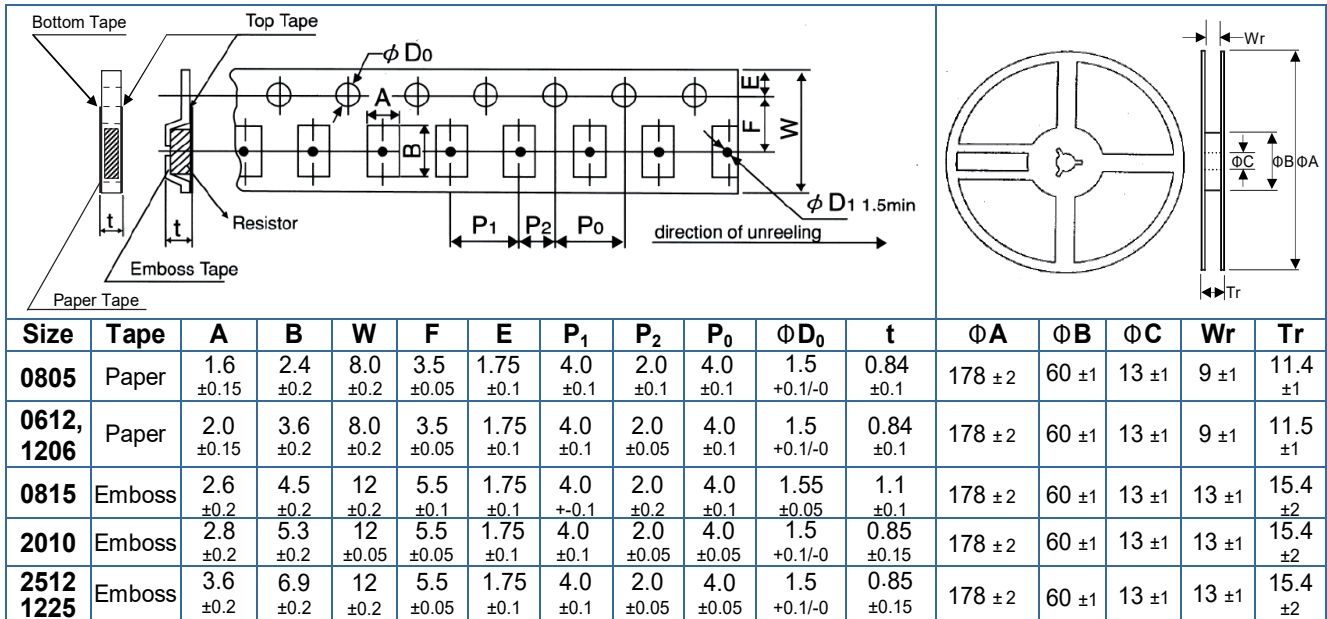 Bottom Tape
Top Tape
ϕ D0
A
B
E
F
W
t
t
Resistor
Emboss Tape
Paper Tape
P1
P2
P0
ϕ D1 1.5min
direction of unreeling
Wr
ΦC
ΦB
ΦA
Tr
Size Tape A B W F E P1 P2 P0 ΦD0 t ΦA ΦB ΦC Wr Tr
0805 Paper 1.6 ±0.15 2.4 ±0.2 8.0 ±0.2 3.5 ±0.05 1.75 ±0.1 4.0 ±0.1 2.0 ±0.1 4.0 ±0.1 1.5 +0.1/-0 0.84 ±0.1 178 ±2 60 ±1 13 ±1 9 ±1 11.4 ±1
0612, 1206 Paper 2.0 ±0.15 3.6 ±0.2 8.0 ±0.2 3.5 ±0.05 1.75 ±0.1 4.0 ±0.1 2.0 ±0.05 4.0 ±0.1 1.5 +0.1/-0 0.84 ±0.1 178 ±2 60 ±1 13 ±1 9 ±1 11.5 ±1
0815 Emboss 2.6 ±0.2 4.5 ±0.2 12 ±0.2 5.5 ±0.1 1.75 ±0.1 4.0 +-0.1 2.0 ±0.2 4.0 ±0.1 1.55 ±0.05 1.1 ±0.1 178 ±2 60 ±1 13 ±1 13 ±1 15.4 ±2
2010 Emboss 2.8 ±0.2 5.3 ±0.2 12 ±0.05 5.5 ±0.05 1.75 ±0.1 4.0 ±0.1 2.0 ±0.05 4.0 ±0.05 1.5 +0.1/-0 0.85 ±0.15 178 ±2 60 ±1 13 ±1 13 ±1 15.4 ±2
2512 1225 Emboss 3.6 ±0.2 6.9 ±0.2 12 ±0.2 5.5 ±0.05 1.75 ±0.1 4.0 ±0.1 2.0 ±0.05 4.0 ±0.05 1.5 +0.1/-0 0.85 ±0.15 178 ±2 60 ±1 13 ±1 13 ±1 15.4 ±2